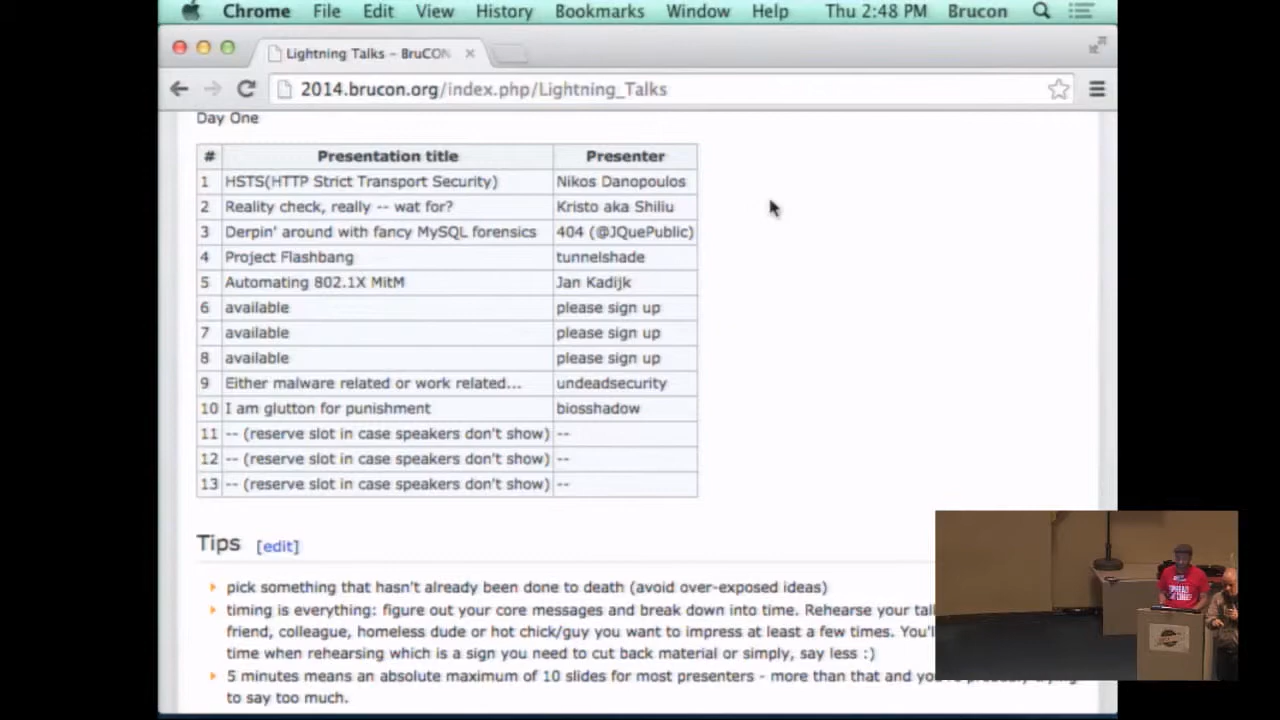 Chrome File Edit View History Bookmarks Window Help Thu 2:48 PM Brucon
Lightning Talks – BruCON
2014.brucon.org/index.php/Lightning_Talks
Day One
# Presentation title Presenter
1 HSTS(HTTP Strict Transport Security) Nikos Danopoulos
2 Reality check, really -- wat for? Kristo aka Shiliu
3 Derpin' around with fancy MySQL forensics 404 (@JQuePublic)
4 Project Flashbang tunnelshade
5 Automating 802.1X MitM Jan Kadijk
6 available please sign up
7 available please sign up
8 available please sign up
9 Either malware related or work related... undeadsecurity
10 I am glutton for punishment biosshadow
11 -- (reserve slot in case speakers don't show) --
12 -- (reserve slot in case speakers don't show) --
13 -- (reserve slot in case speakers don't show) --
Tips [edit]
pick something that hasn't already been done to death (avoid over-exposed ideas)
timing is everything: figure out your core messages and break down into time. Rehearse your
friend, colleague, homeless dude or hot chick/guy you want to impress at least a few times.
time when rehearsing which is a sign you need to cut back material or simply, say less :)
5 minutes means an absolute maximum of 10 slides for most presenters - more than that and
to say too much.